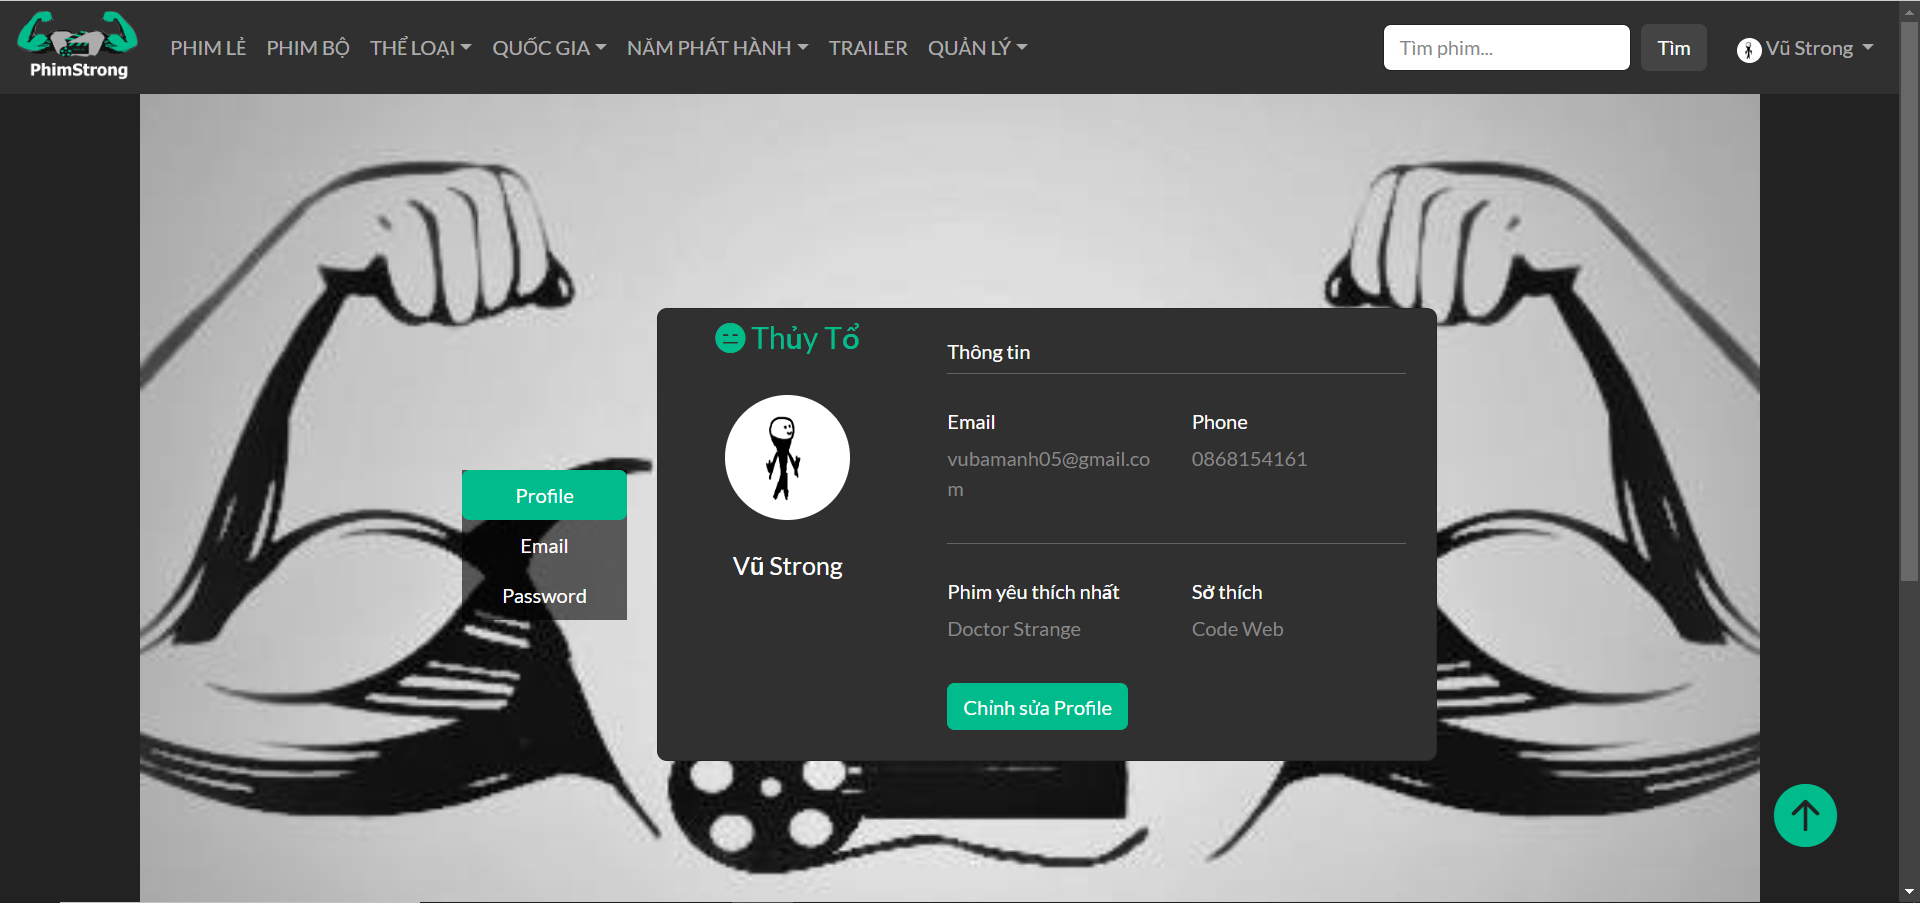 PhimStrong
PHIM LẺ PHIM BỘ THỂ LOẠI QUỐC GIA NĂM PHÁT HÀNH TRAILER QUẢN LÝ
Tìm phim...
Tìm
Vũ Strong
Profile
Email
Password
Thủy Tổ
Vũ Strong
Thông tin
Email
vubamanh05@gmail.co
m
Phone
0868154161
Phim yêu thích nhất
Doctor Strange
Sở thích
Code Web
Chỉnh sửa Profile